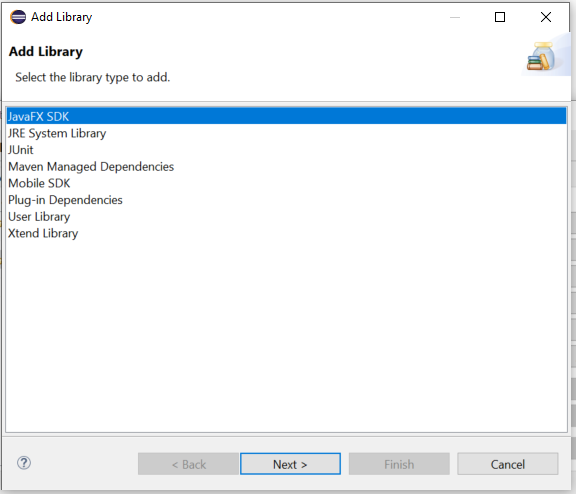 Add Library
Add Library
Select the library type to add.
JavaFX SDK
JRE System Library
JUnit
Maven Managed Dependencies
Mobile SDK
Plug-in Dependencies
User Library
Xtend Library
? < Back Next > Finish Cancel